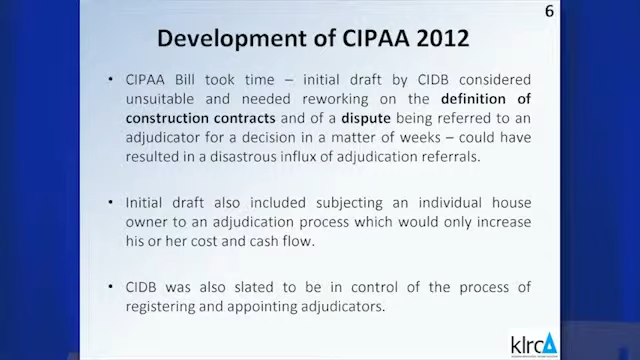 6
Development of CIPAA 2012
• CIPAA Bill took time – initial draft by CIDB considered
unsuitable and needed reworking on the definition of
construction contracts and of a dispute being referred to an
adjudicator for a decision in a matter of weeks – could have
resulted in a disastrous influx of adjudication referrals.
• Initial draft also included subjecting an individual house
owner to an adjudication process which would only increase
his or her cost and cash flow.
• CIDB was also slated to be in control of the process of
registering and appointing adjudicators.
klrcA